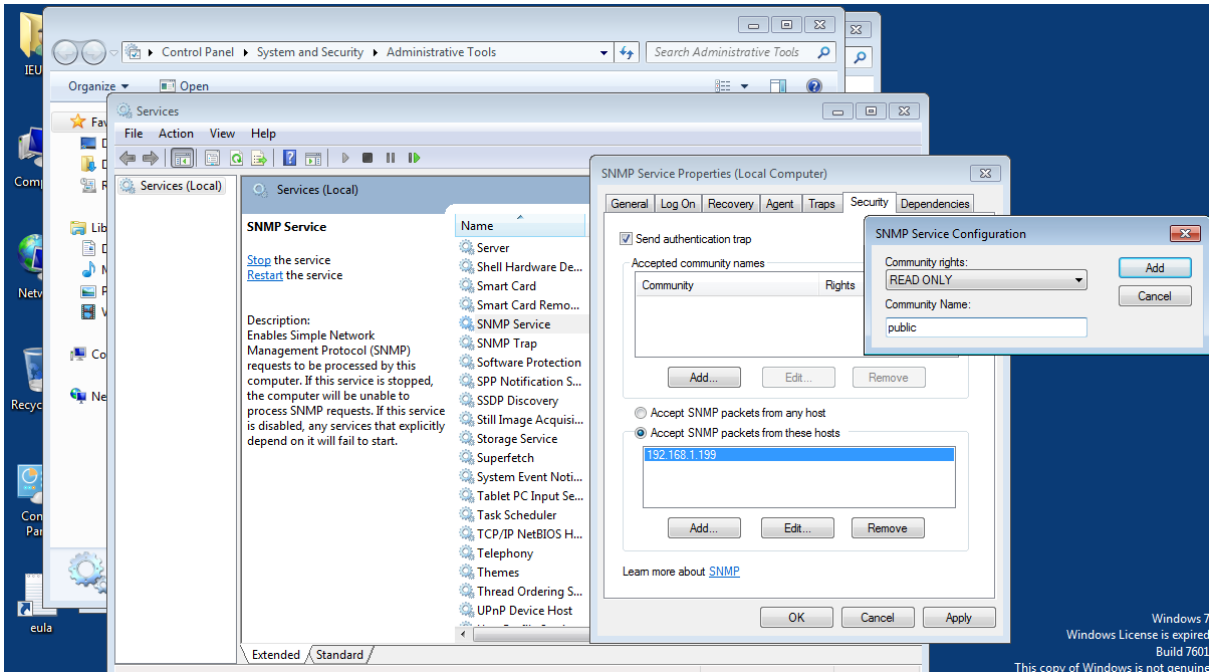 IEU
Control Panel ▸ System and Security ▸ Administrative Tools
Search Administrative Tools
Organize
Open
Services
File Action View Help
Services (Local)
Services (Local)
SNMP Service
Stop the service
Restart the service
Description:
Enables Simple Network
Management Protocol (SNMP)
requests to be processed by this
computer. If this service is stopped,
the computer will be unable to
process SNMP requests. If this service
is disabled, any services that explicitly
depend on it will fail to start.
Name
Server
Shell Hardware De...
Smart Card
Smart Card Remo...
SNMP Service
SNMP Trap
Software Protection
SPP Notification S...
SSDP Discovery
Still Image Acquisi...
Storage Service
Superfetch
System Event Noti...
Tablet PC Input Se...
Task Scheduler
TCP/IP NetBIOS H...
Telephony
Themes
Thread Ordering S...
UPnP Device Host
Extended Standard
SNMP Service Properties (Local Computer)
General Log On Recovery Agent Traps Security Dependencies
Send authentication trap
Accepted community names
Community Rights
Add... Edit... Remove
Accept SNMP packets from any host
Accept SNMP packets from these hosts
192.168.1.199
Add... Edit... Remove
Learn more about SNMP
OK Cancel Apply
SNMP Service Configuration
Community rights:
READ ONLY
Community Name:
public
Add
Cancel
Fav
Lib
Co
Ne
Comp
Netw
Recyc
Con
Par
eula
Windows 7
Windows License is expired
Build 7601
This copy of Windows is not genuine